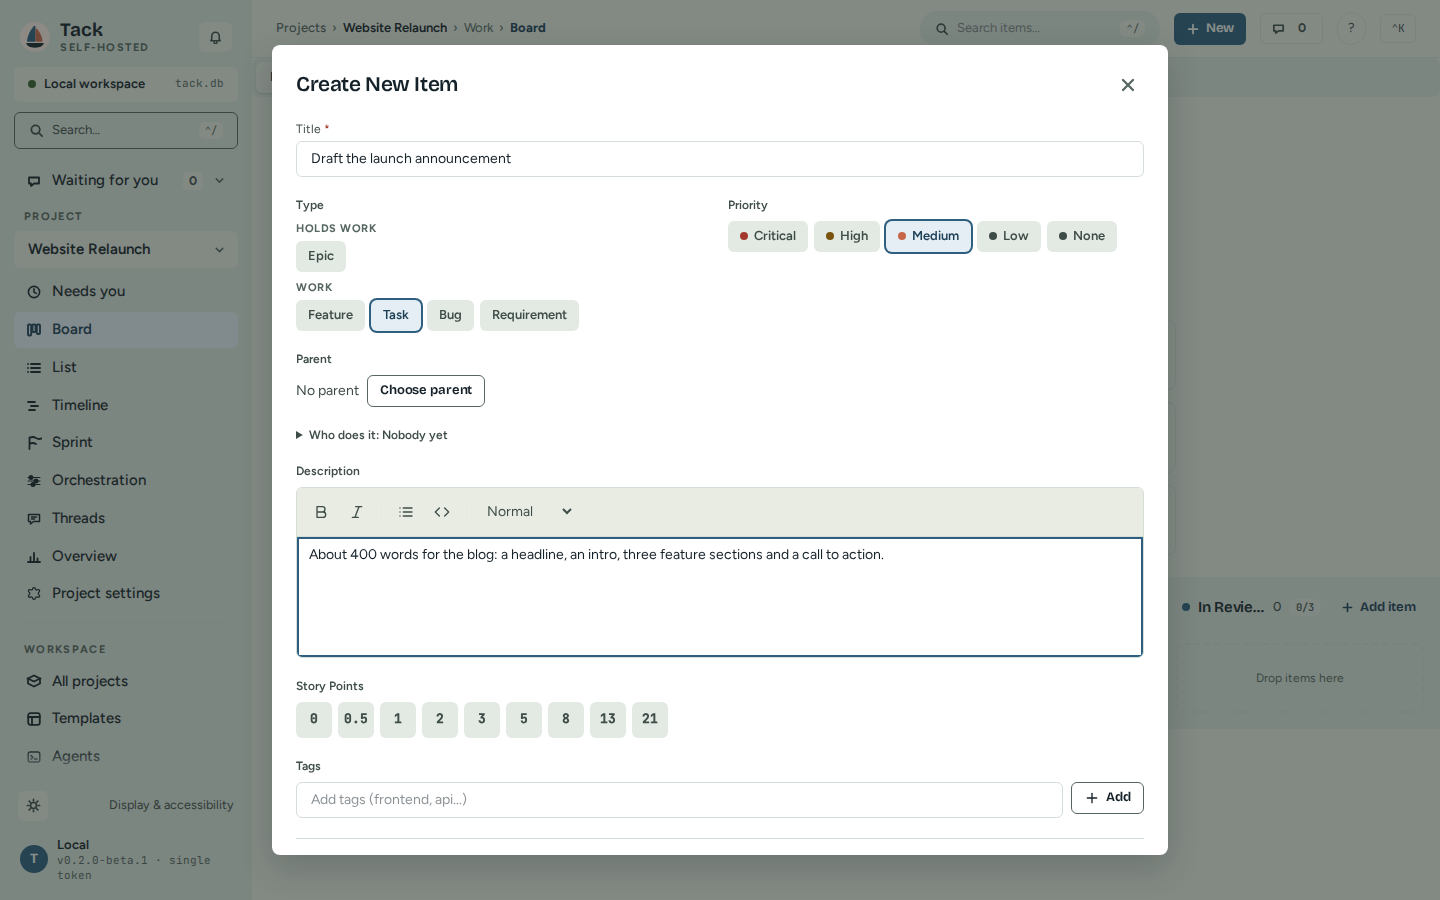 Tack
SELF-HOSTED
Local workspace tack.db
Search... ^/
Waiting for you 0
PROJECT
Website Relaunch
Needs you
Board
List
Timeline
Sprint
Orchestration
Threads
Overview
Project settings
WORKSPACE
All projects
Templates
Agents
Display & accessibility
T
Local
v0.2.0-beta.1 · single
token
Projects › Website Relaunch › Work › Board
Search items... ^/
+ New
0
?
^K
Create New Item
Title *
Draft the launch announcement
Type
HOLDS WORK
Epic
WORK
Feature Task Bug Requirement
Priority
Critical High Medium Low None
Parent
No parent Choose parent
Who does it: Nobody yet
Description
B I Normal
About 400 words for the blog: a headline, an intro, three feature sections and a call to action.
Story Points
0 0.5 1 2 3 5 8 13 21
Tags
Add tags (frontend, api...)
+ Add
In Revie... 0 0/3 + Add item
Drop items here